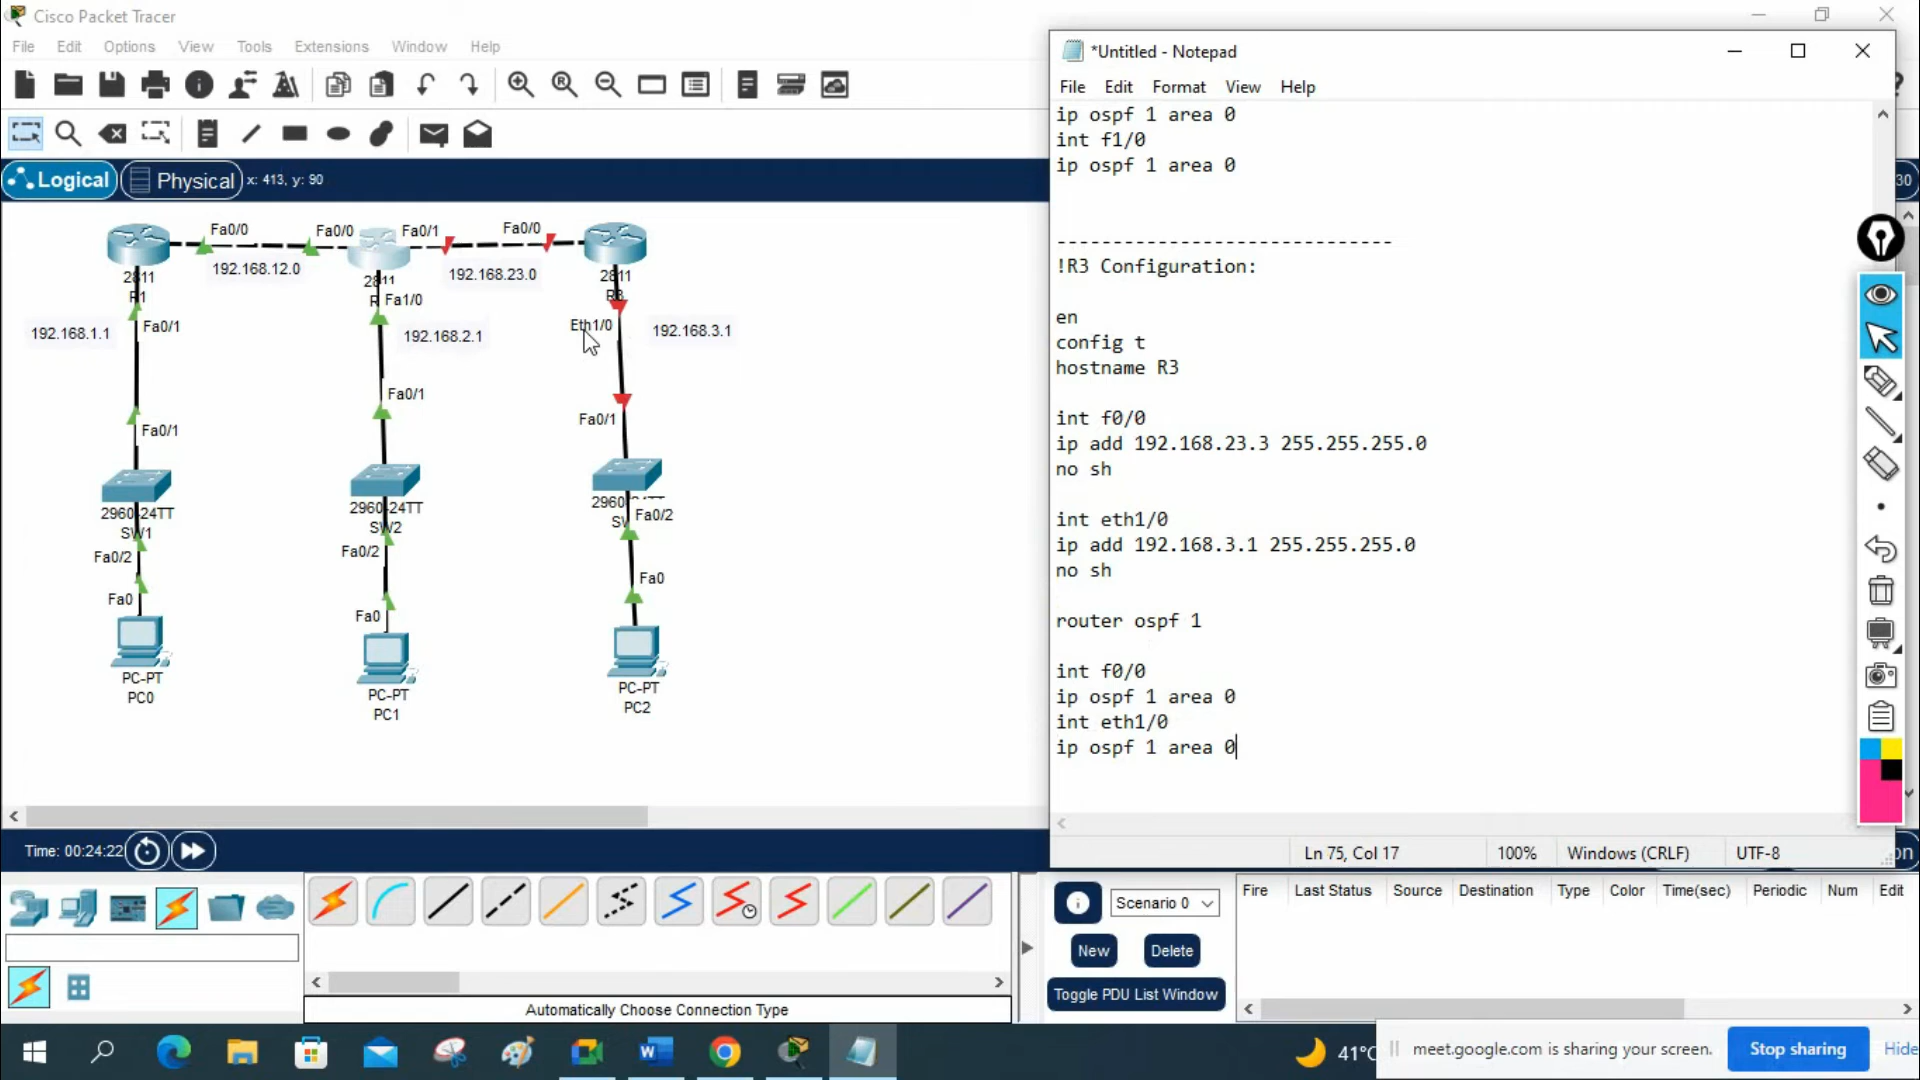 Cisco Packet Tracer
File Edit Options View Tools Extensions Window Help
Logical
Physical
x: 413, y: 90
30
Fa0/0
Fa0/0
Fa0/1
Fa0/0
192.168.12.0
192.168.23.0
2811
R1
2811
Fa1/0
2811
R3
Eth1/0
192.168.1.1
Fa0/1
192.168.2.1
192.168.3.1
Fa0/1
Fa0/1
Fa0/1
2960-24TT
SW1
2960-24TT
SW2
Fa0/2
Fa0/2
Fa0/2
Fa0
Fa0
Fa0
PC-PT
PC0
PC-PT
PC1
PC-PT
PC2
*Untitled - Notepad
File Edit Format View Help
ip ospf 1 area 0
int f1/0
ip ospf 1 area 0
------------------------------
!R3 Configuration:
en
config t
hostname R3
int f0/0
ip add 192.168.23.3 255.255.255.0
no sh
int eth1/0
ip add 192.168.3.1 255.255.255.0
no sh
router ospf 1
int f0/0
ip ospf 1 area 0
int eth1/0
ip ospf 1 area 0
Ln 75, Col 17 100% Windows (CRLF) UTF-8
Time: 00:24:22
Automatically Choose Connection Type
Scenario 0
New
Delete
Toggle PDU List Window
Fire Last Status Source Destination Type Color Time(sec) Periodic Num Edit
41°C
meet.google.com is sharing your screen.
Stop sharing
Hide